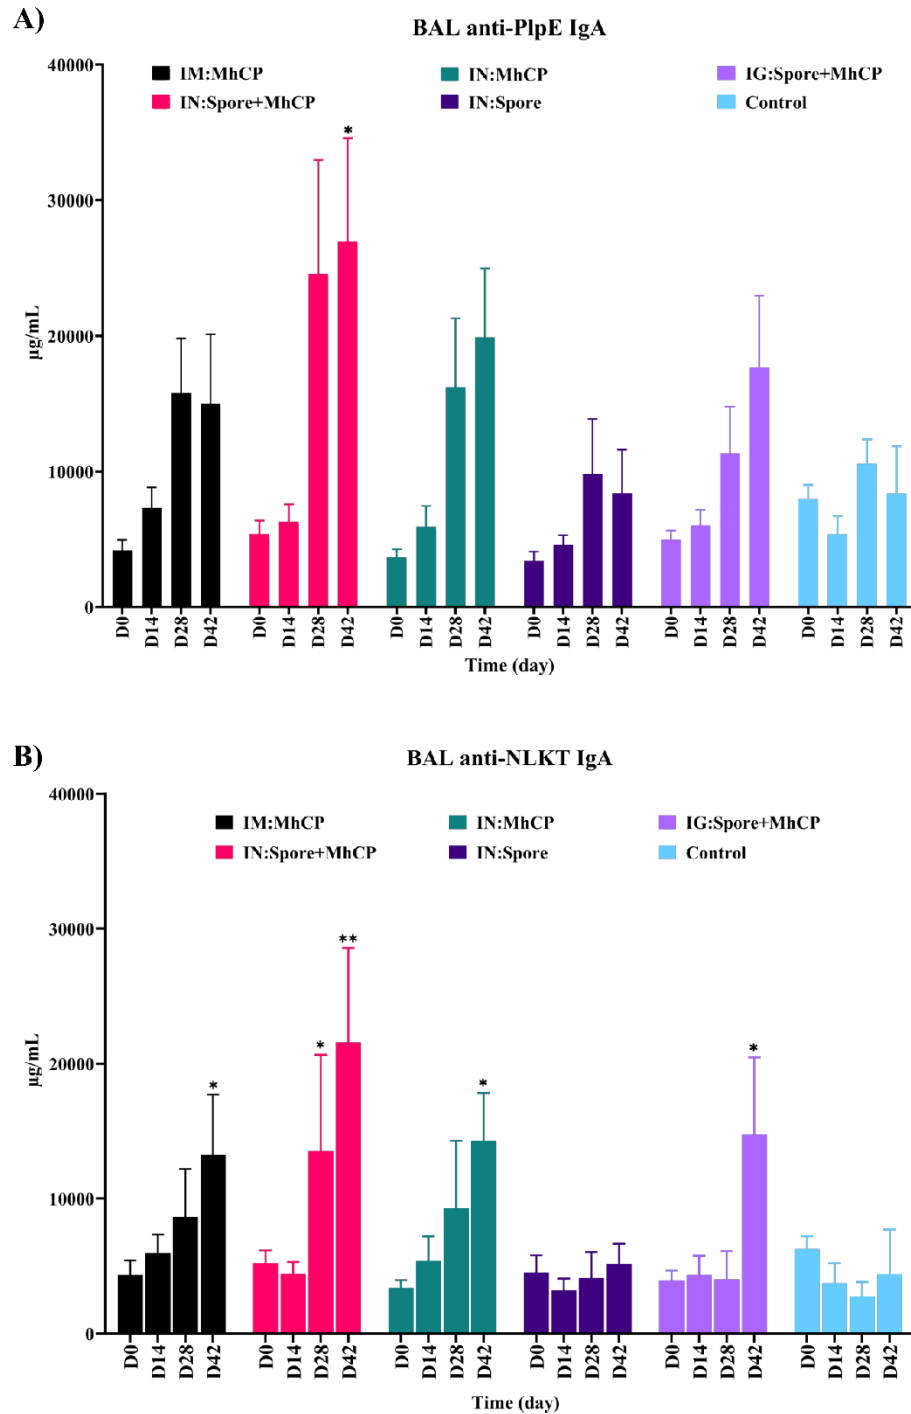 A)
BAL anti-PlpE IgA
IM:MhCP IN:MhCP IG:Spore+MhCP
IN:Spore+MhCP IN:Spore Control
40000
30000
20000
10000
0
µg/mL
*
D0 D14 D28 D42 D0 D14 D28 D42 D0 D14 D28 D42 D0 D14 D28 D42 D0 D14 D28 D42 D0 D14 D28 D42
Time (day)
B)
BAL anti-NLKT IgA
IM:MhCP IN:MhCP IG:Spore+MhCP
IN:Spore+MhCP IN:Spore Control
40000
30000
20000
10000
0
µg/mL
* * ** * *
D0 D14 D28 D42 D0 D14 D28 D42 D0 D14 D28 D42 D0 D14 D28 D42 D0 D14 D28 D42 D0 D14 D28 D42
Time (day)